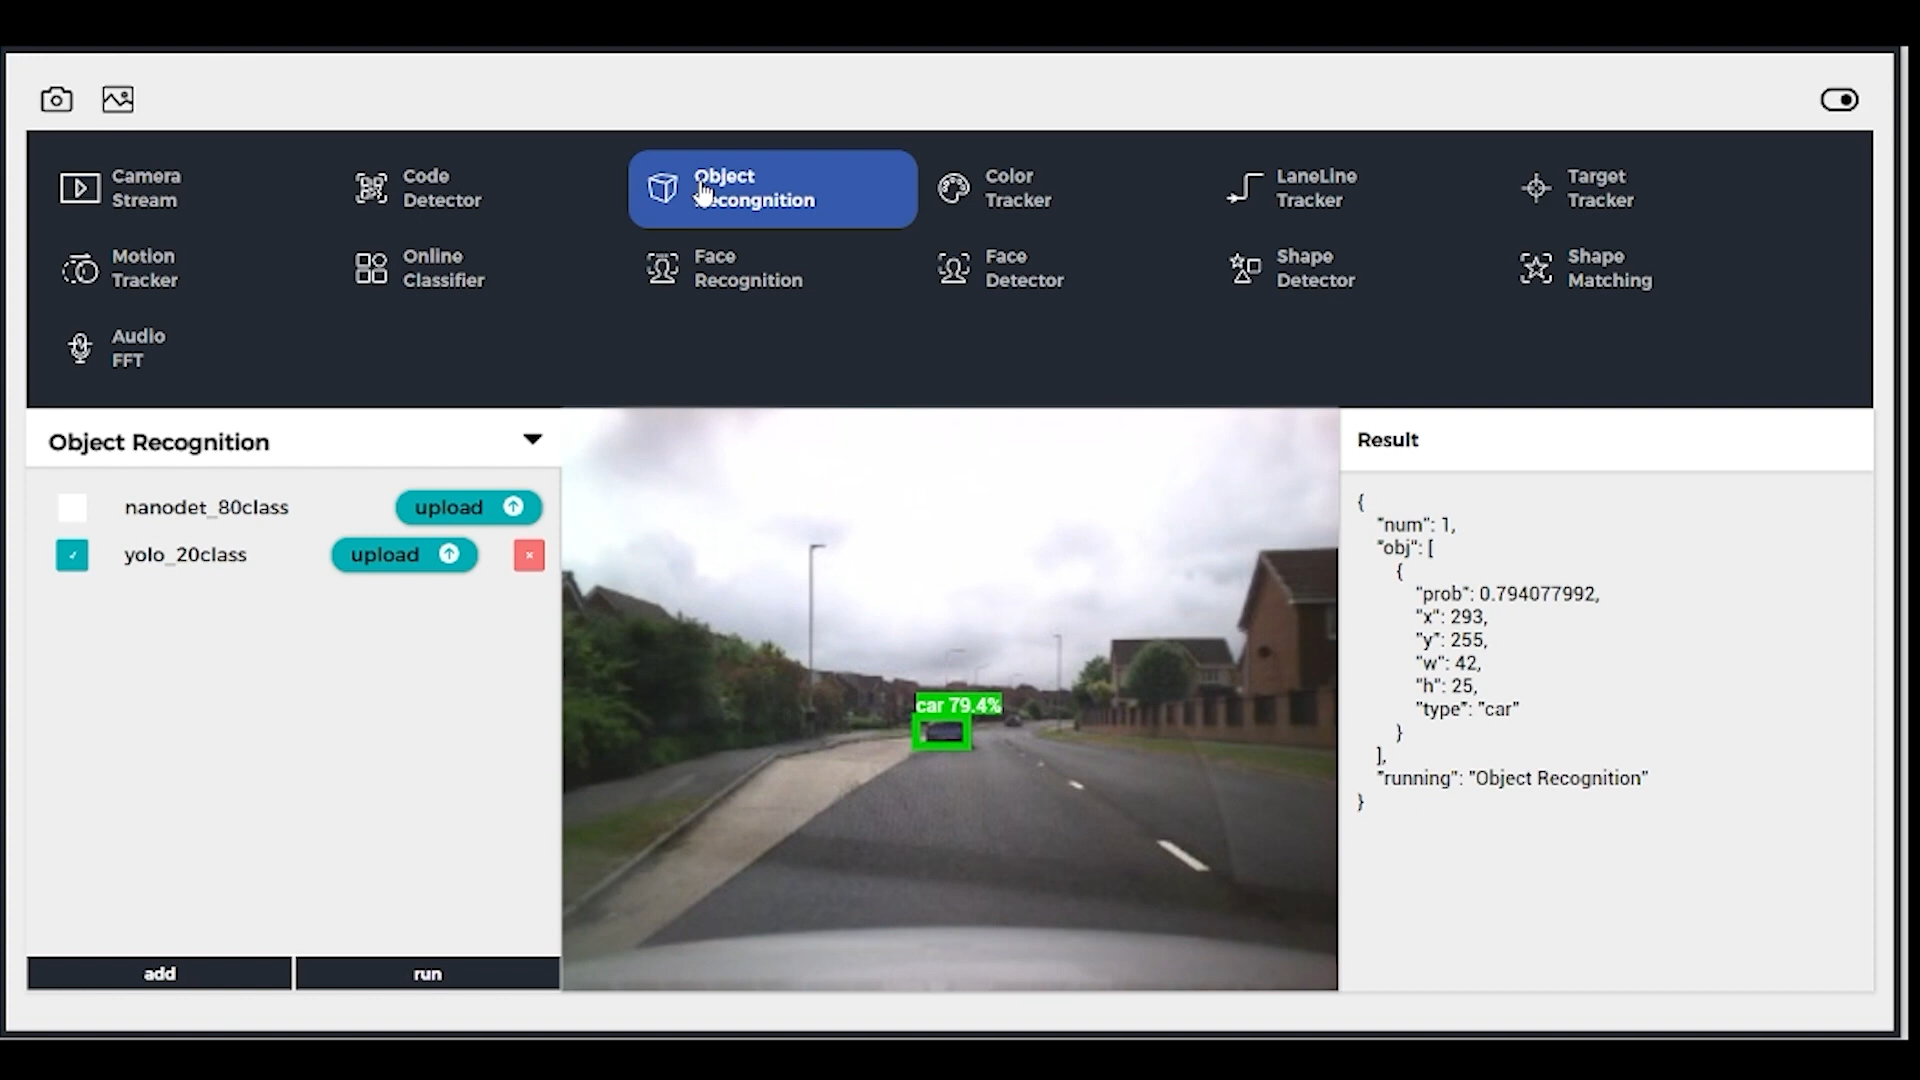 Camera
Stream
Code
Detector
Object
Recongnition
Color
Tracker
LaneLine
Tracker
Target
Tracker
Motion
Tracker
Online
Classifier
Face
Recognition
Face
Detector
Shape
Detector
Shape
Matching
Audio
FFT
Object Recognition
nanodet_80class
upload
yolo_20class
upload
add
run
car 79.4%
Result
{
"num": 1,
"obj": [
{
"prob": 0.794077992,
"x": 293,
"y": 255,
"w": 42,
"h": 25,
"type": "car"
}
],
"running": "Object Recognition"
}